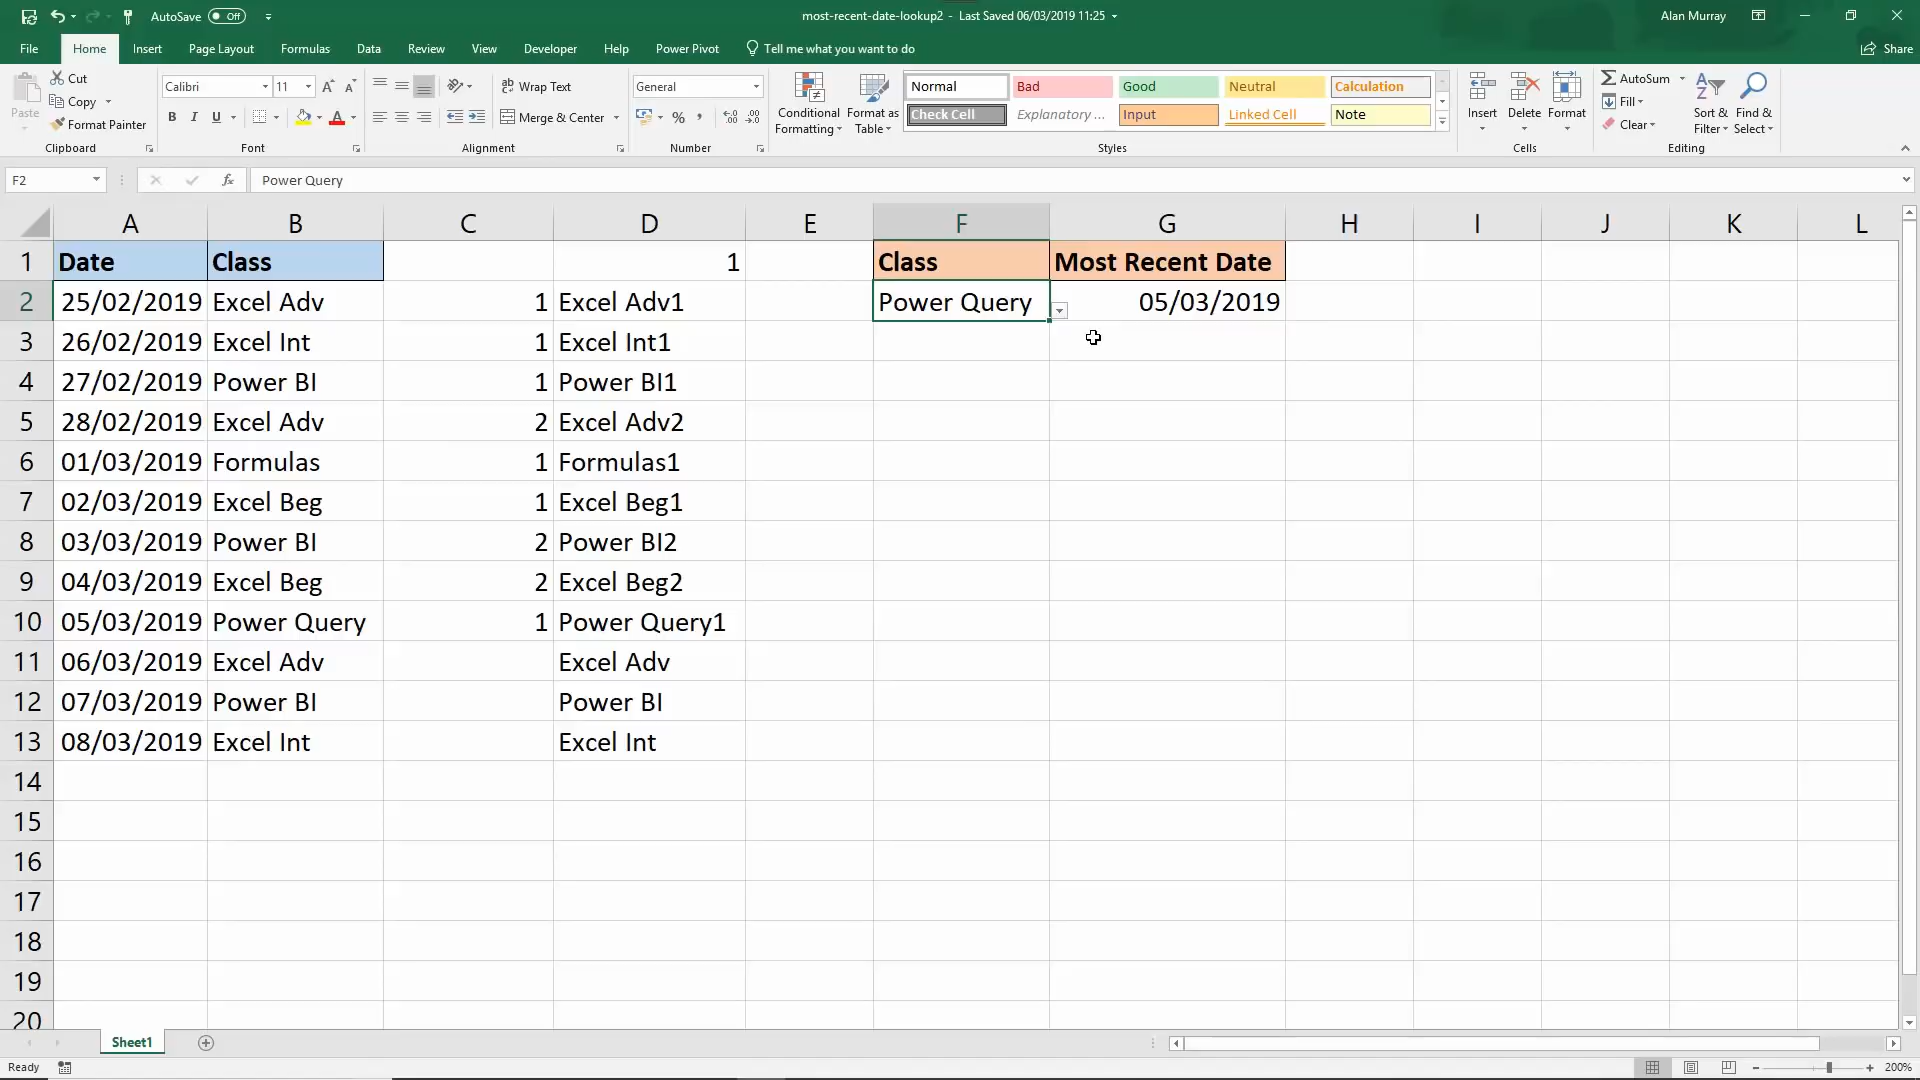 AutoSave Off most-recent-date-lookup2 - Last Saved 06/03/2019 11:25 Alan Murray
File Home Insert Page Layout Formulas Data Review View Developer Help Power Pivot Tell me what you want to do Share
Paste
Cut
Copy
Format Painter
Clipboard
Calibri 11
B I U
Font
Wrap Text
Merge & Center
Alignment
General
Number
Conditional Formatting
Format as Table
Normal Bad Good Neutral Calculation
Check Cell Explanatory ... Input Linked Cell Note
Styles
Insert Delete Format
Cells
AutoSum
Fill
Clear
Sort & Filter
Find & Select
Editing
F2 fx Power Query
A B C D E F G H I J K L
1 Date Class 1 Class Most Recent Date
2 25/02/2019 Excel Adv 1 Excel Adv1 Power Query 05/03/2019
3 26/02/2019 Excel Int 1 Excel Int1
4 27/02/2019 Power BI 1 Power BI1
5 28/02/2019 Excel Adv 2 Excel Adv2
6 01/03/2019 Formulas 1 Formulas1
7 02/03/2019 Excel Beg 1 Excel Beg1
8 03/03/2019 Power BI 2 Power BI2
9 04/03/2019 Excel Beg 2 Excel Beg2
10 05/03/2019 Power Query 1 Power Query1
11 06/03/2019 Excel Adv Excel Adv
12 07/03/2019 Power BI Power BI
13 08/03/2019 Excel Int Excel Int
14
15
16
17
18
19
20
Sheet1
Ready 200%